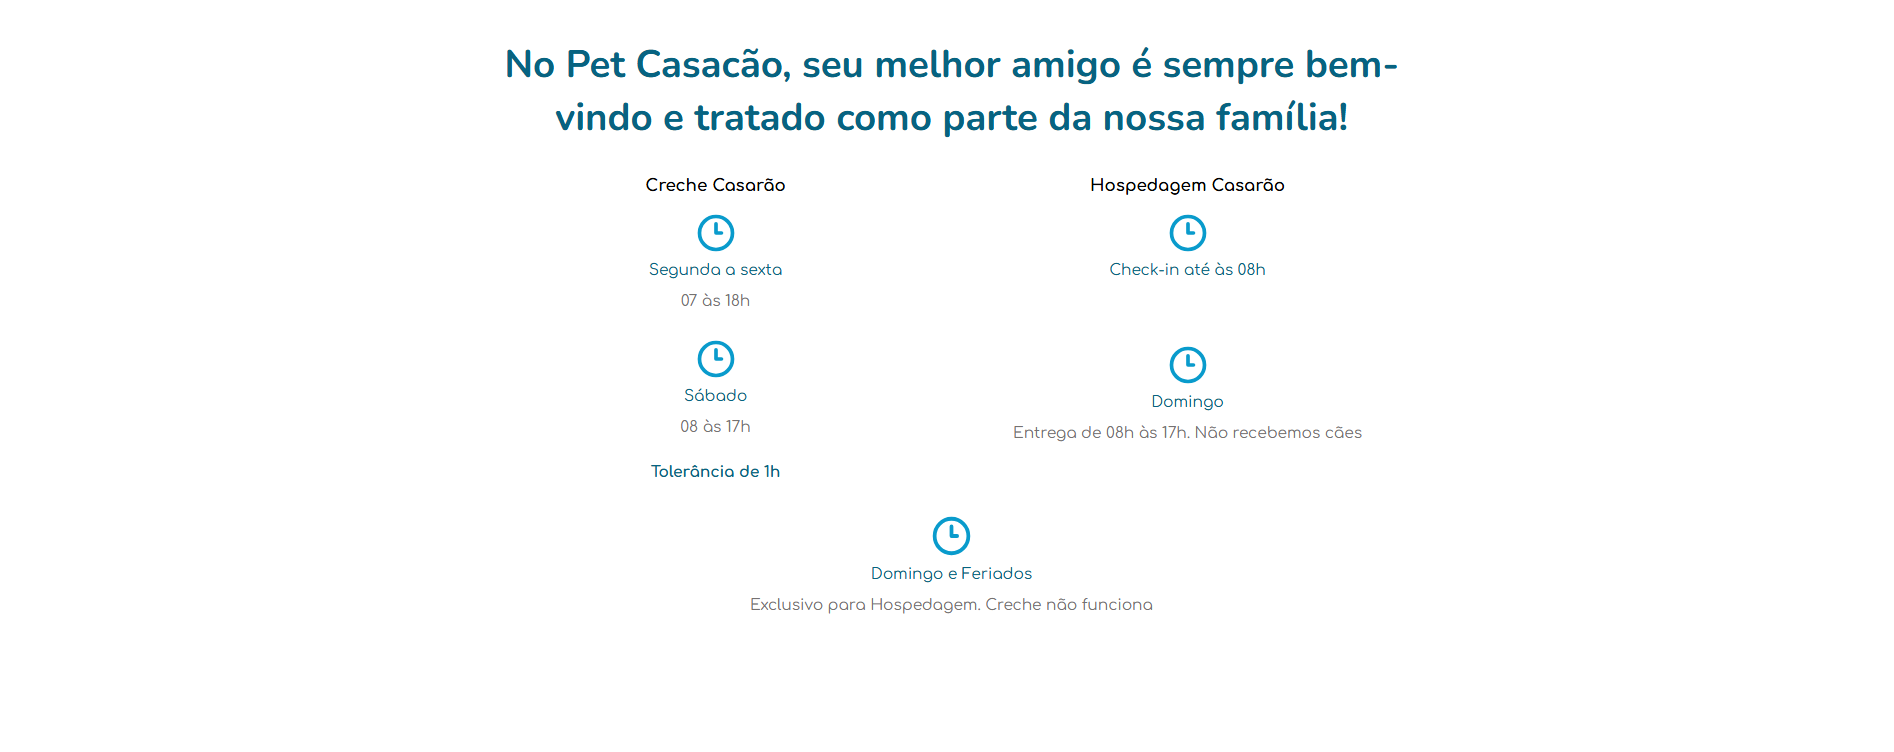 No Pet Casacão, seu melhor amigo é sempre bem-
vindo e tratado como parte da nossa família!
Creche Casarão
Segunda a sexta
07 às 18h
Sábado
08 às 17h
Tolerância de 1h
Hospedagem Casarão
Check-in até às 08h
Domingo
Entrega de 08h às 17h. Não recebemos cães
Domingo e Feriados
Exclusivo para Hospedagem. Creche não funciona